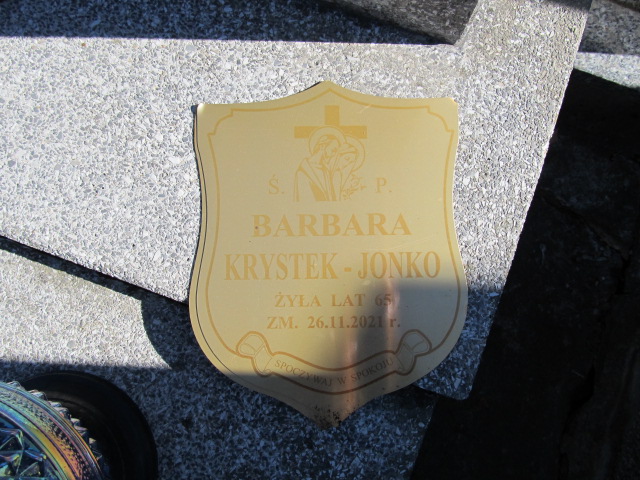 Ś. P.
BARBARA
KRYSTEK - JONKO
ŻYŁA LAT 65
ZM. 26.11.2021 r.
SPOCZYWAJ W SPOKOJU